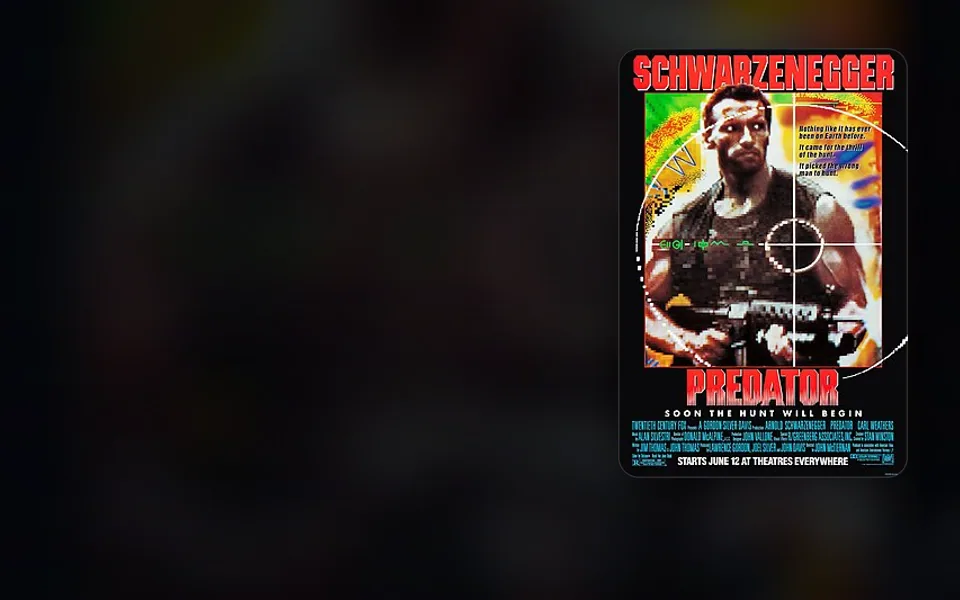 SCHWARZENEGGER
Nothing like it has ever
been on Earth before.
It came for the thrill
of the hunt.
It picked the wrong
man to hunt.
PREDATOR
SOON THE HUNT WILL BEGIN
TWENTIETH CENTURY FOX Presents A GORDON·SILVER·DAVIS Production ARNOLD SCHWARZENEGGER PREDATOR CARL WEATHERS
ALAN SILVESTRI DONALD McALPINE JOHN VALLONE R/GREENBERG ASSOCIATES, INC. STAN WINSTON
JIM THOMAS & JOHN THOMAS LAWRENCE GORDON, JOEL SILVER and JOHN DAVIS JOHN McTIERNAN
STARTS JUNE 12 AT THEATRES EVERYWHERE